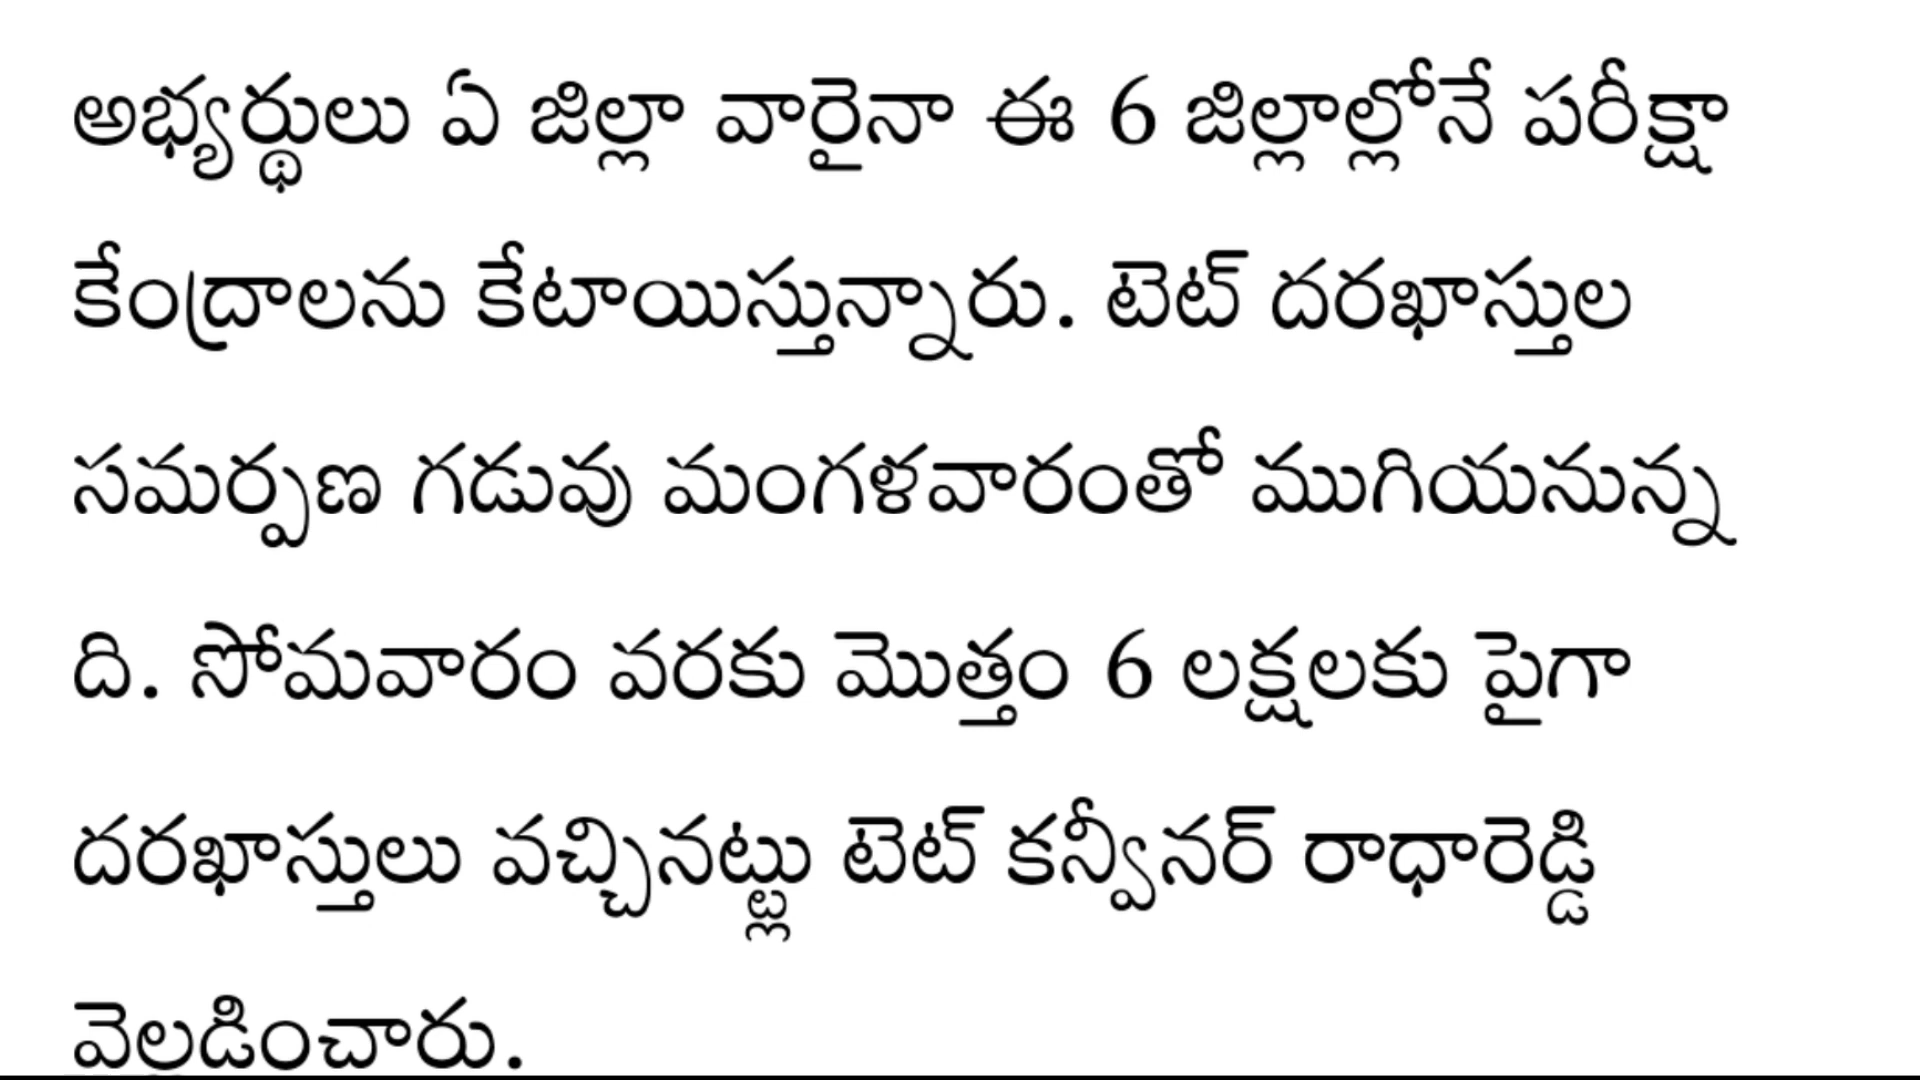 అభ్యర్థులు ఏ జిల్లా వారైనా ఈ 6 జిల్లాల్లోనే పరీక్షా
కేంద్రాలను కేటాయిస్తున్నారు. టెట్ దరఖాస్తుల
సమర్పణ గడువు మంగళవారంతో ముగియనున్న
ది. సోమవారం వరకు మొత్తం 6 లక్షలకు పైగా
దరఖాస్తులు వచ్చినట్ట్లు టెట్ కన్వీనర్ రాధారెడ్డి
వెల్లడించారు.